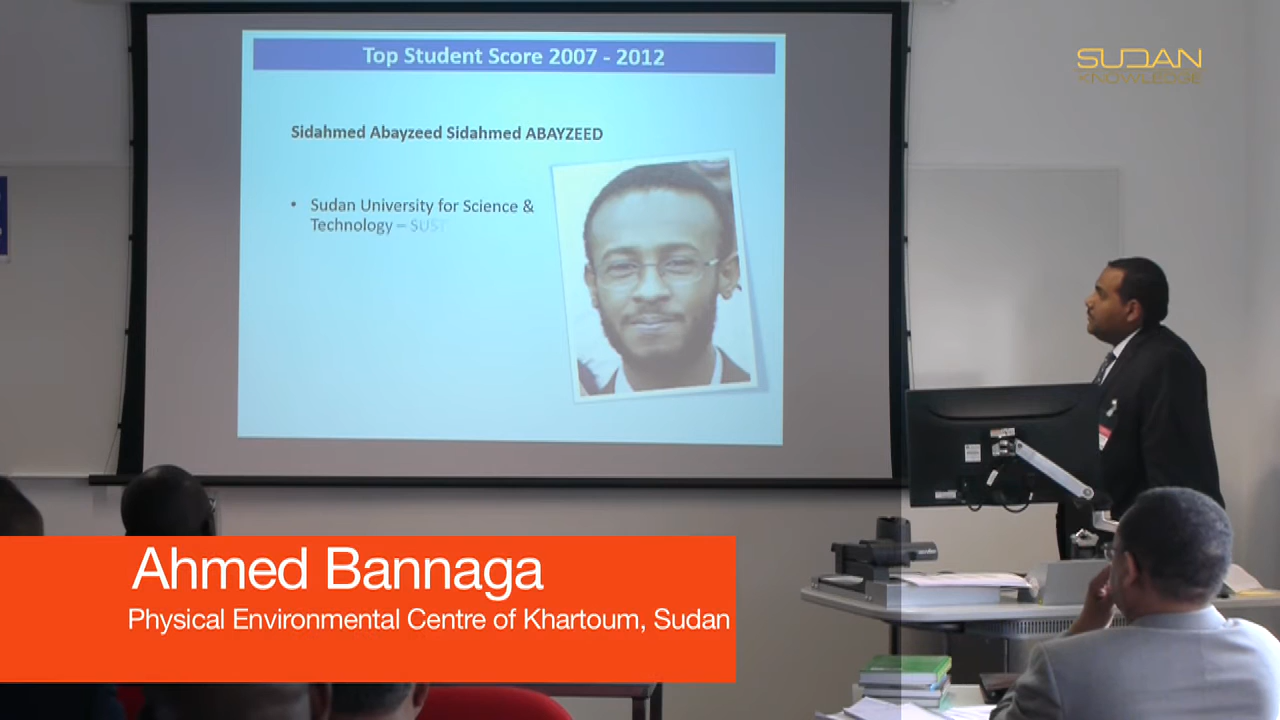 Top Student Score 2007 - 2012
SUDAN
KNOWLEDGE
Sidahmed Abayzeed Sidahmed ABAYZEED
• Sudan University for Science &
Technology – SUST
Ahmed Bannaga
Physical Environmental Centre of Khartoum, Sudan